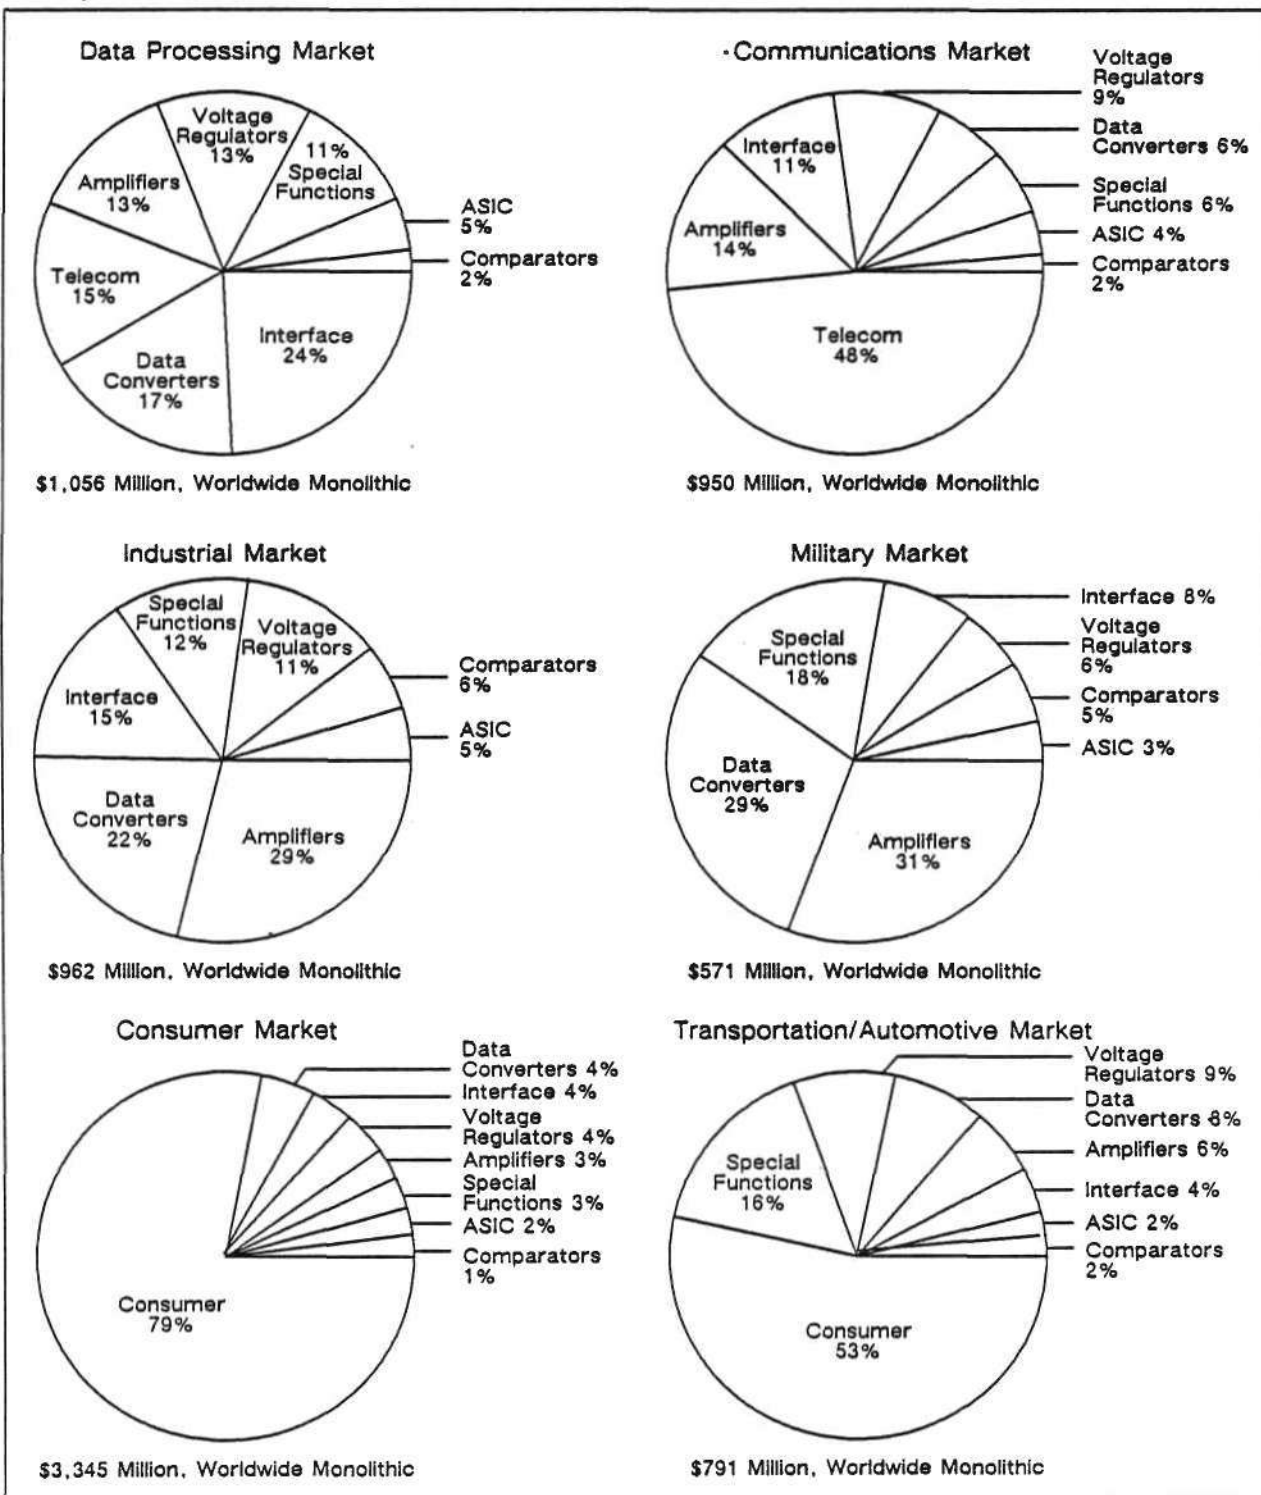 Data Processing Market
Voltage
Regulators
13%
11%
Special
Functions
Amplifiers
13%
ASIC
5%
Telecom
15%
Comparators
2%
Interface
24%
Data
Converters
17%
$1,056 Million, Worldwide Monolithic
Communications Market
Voltage
Regulators
9%
Data
Converters 6%
Interface
11%
Special
Functions 6%
Amplifiers
14%
ASIC 4%
Comparators
2%
Telecom
48%
$950 Million, Worldwide Monolithic
Industrial Market
Special
Functions
12%
Voltage
Regulators
11%
Comparators
6%
Interface
15%
ASIC
5%
Data
Converters
22%
Amplifiers
29%
$962 Million, Worldwide Monolithic
Military Market
Interface 8%
Special
Functions
18%
Voltage
Regulators
6%
Comparators
5%
ASIC 3%
Data
Converters
29%
Amplifiers
31%
$571 Million, Worldwide Monolithic
Consumer Market
Data
Converters 4%
Interface 4%
Voltage
Regulators 4%
Amplifiers 3%
Special
Functions 3%
ASIC 2%
Comparators
1%
Consumer
79%
$3,345 Million, Worldwide Monolithic
Transportation/Automotive Market
Voltage
Regulators 9%
Data
Converters 8%
Amplifiers 6%
Special
Functions
16%
Interface 4%
ASIC 2%
Comparators
2%
Consumer
53%
$791 Million, Worldwide Monolithic